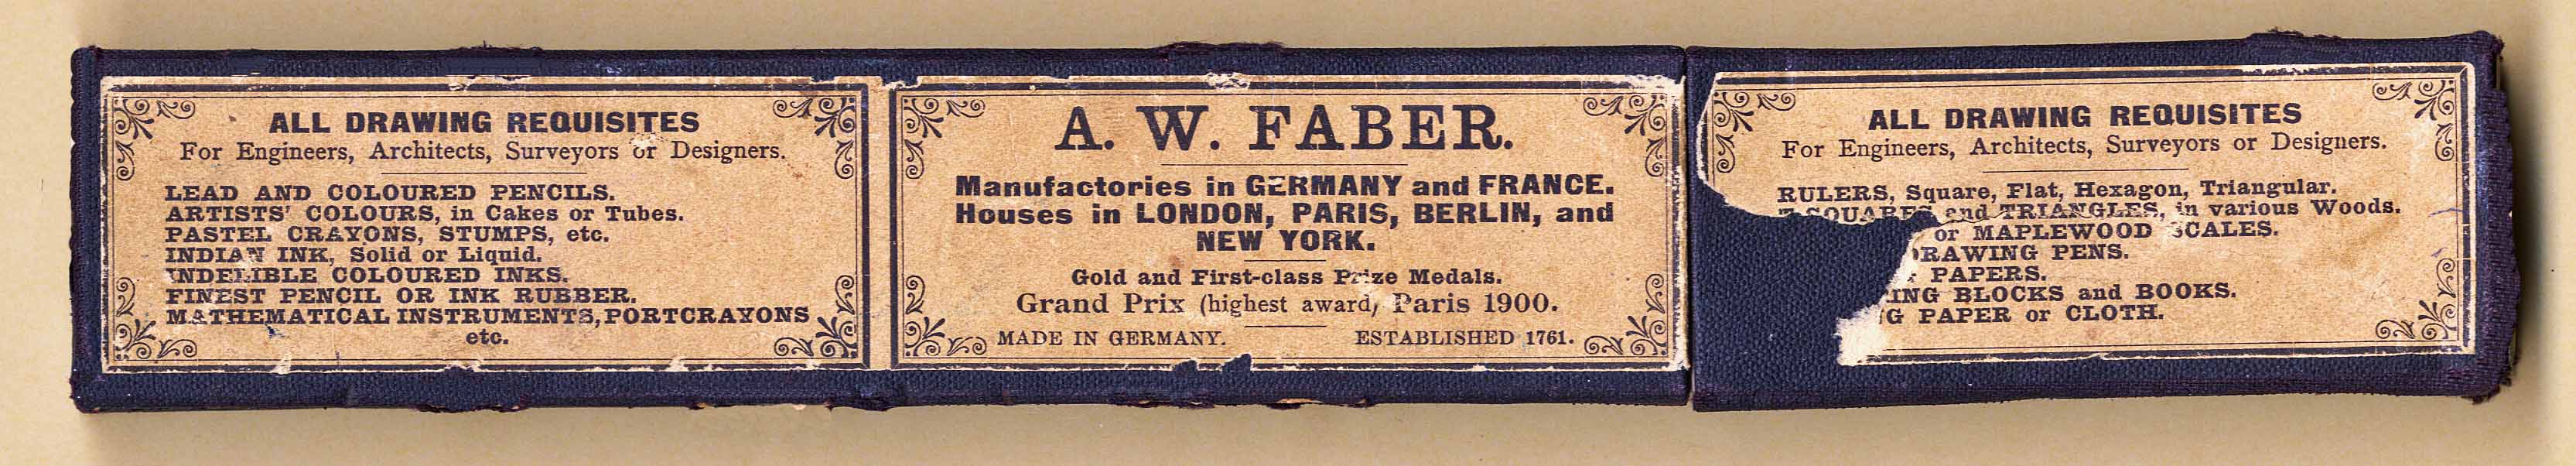 ALL DRAWING REQUISITES
For Engineers, Architects, Surveyors or Designers.
LEAD AND COLOURED PENCILS.
ARTISTS' COLOURS, in Cakes or Tubes.
PASTEL CRAYONS, STUMPS, etc.
INDIAN INK, Solid or Liquid.
INDELIBLE COLOURED INKS.
FINEST PENCIL OR INK RUBBER.
MATHEMATICAL INSTRUMENTS, PORTCRAYONS
etc.
A. W. FABER.
Manufactories in GERMANY and FRANCE.
Houses in LONDON, PARIS, BERLIN, and
NEW YORK.
Gold and First-class Prize Medals.
Grand Prix (highest award, Paris 1900.
MADE IN GERMANY. ESTABLISHED 1761.
ALL DRAWING REQUISITES
For Engineers, Architects, Surveyors or Designers.
RULERS, Square, Flat, Hexagon, Triangular.
SQUARES and TRIANGLES, in various Woods.
or MAPLEWOOD SCALES.
DRAWING PENS.
PAPERS.
BLOCKS and BOOKS.
PAPER or CLOTH.